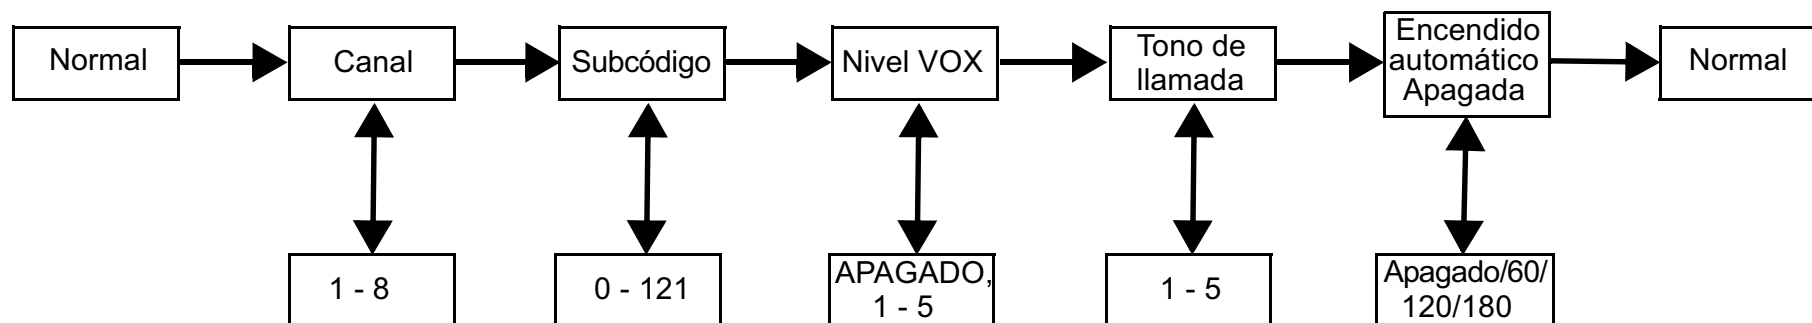 Normal
Canal
Subcódigo
Nivel VOX
Tono de
llamada
Encendido
automático
Apagada
Normal
1 - 8
0 - 121
APAGADO,
1 - 5
1 - 5
Apagado/60/
120/180